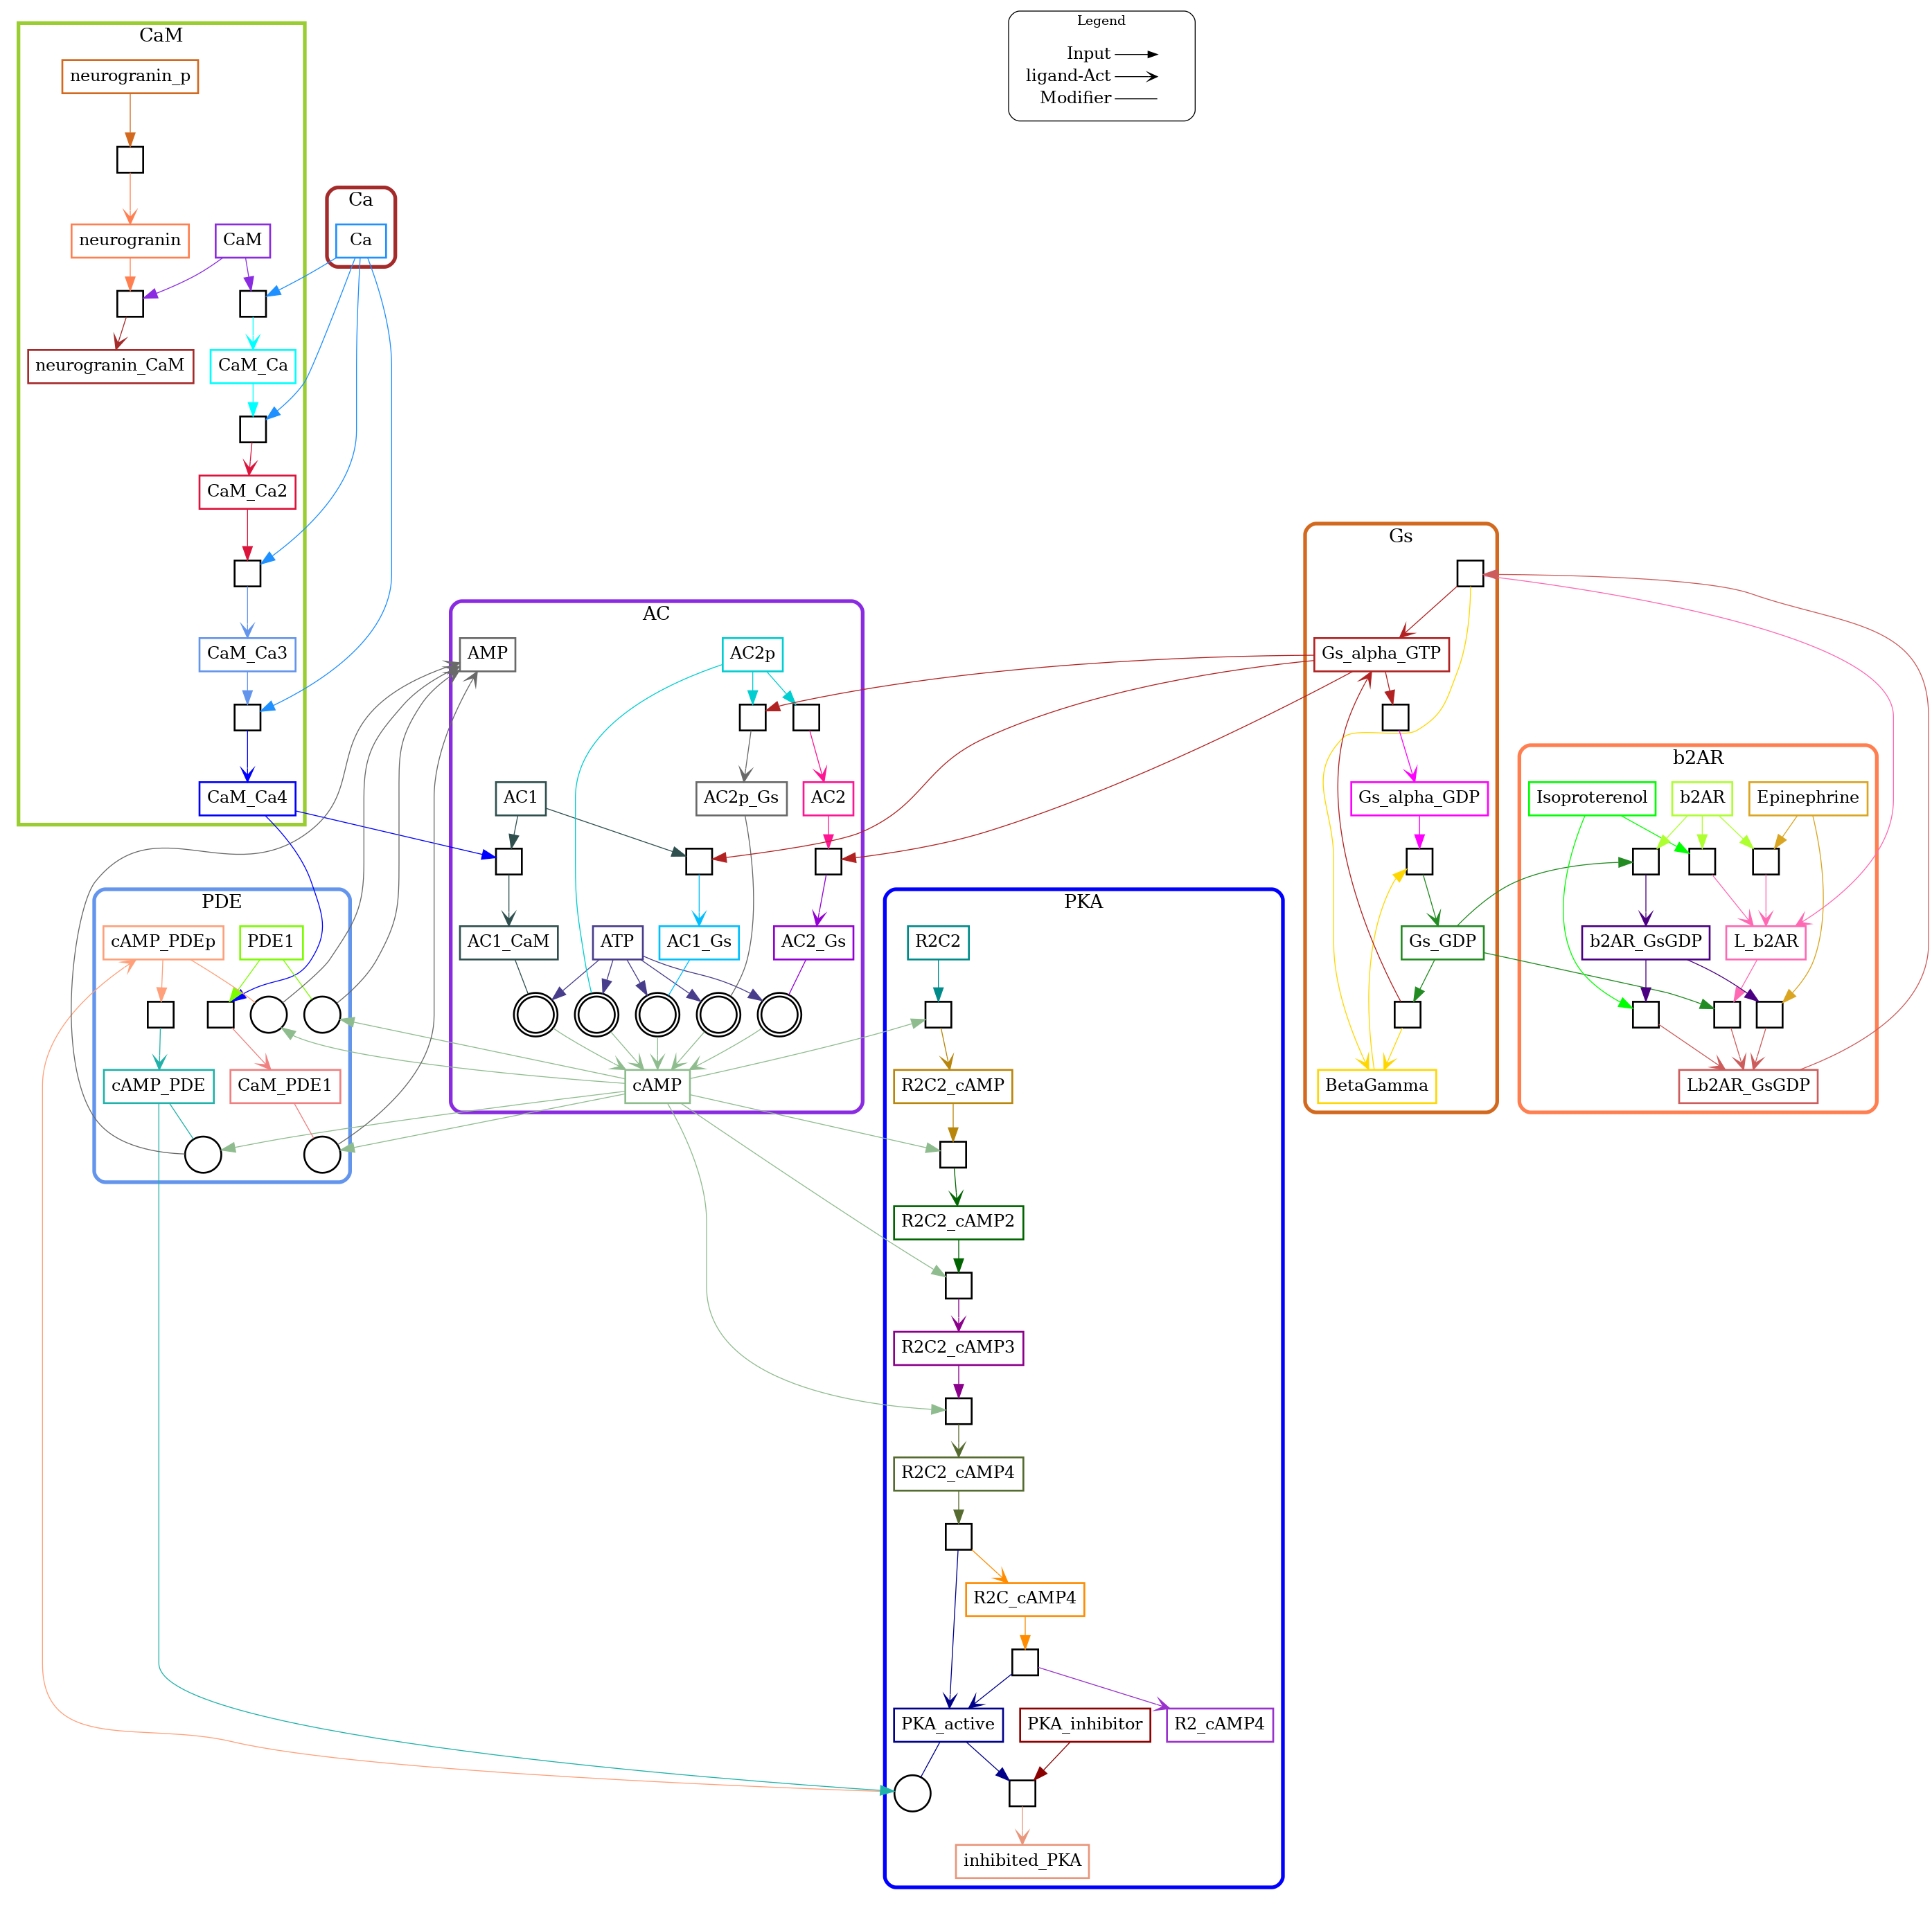 Legend
Input
ligand-Act
Modifier
CaM
neurogranin_p
neurogranin
CaM
neurogranin_CaM
CaM_Ca
CaM_Ca2
CaM_Ca3
CaM_Ca4
Ca
Ca
AC
AMP
AC2p
AC1
AC2p_Gs
AC2
AC1_CaM
ATP
AC1_Gs
AC2_Gs
cAMP
Gs
Gs_alpha_GTP
Gs_alpha_GDP
Gs_GDP
BetaGamma
b2AR
Isoproterenol
b2AR
Epinephrine
b2AR_GsGDP
L_b2AR
Lb2AR_GsGDP
PDE
cAMP_PDEp
PDE1
cAMP_PDE
CaM_PDE1
PKA
R2C2
R2C2_cAMP
R2C2_cAMP2
R2C2_cAMP3
R2C2_cAMP4
R2C_cAMP4
PKA_active
PKA_inhibitor
R2_cAMP4
inhibited_PKA